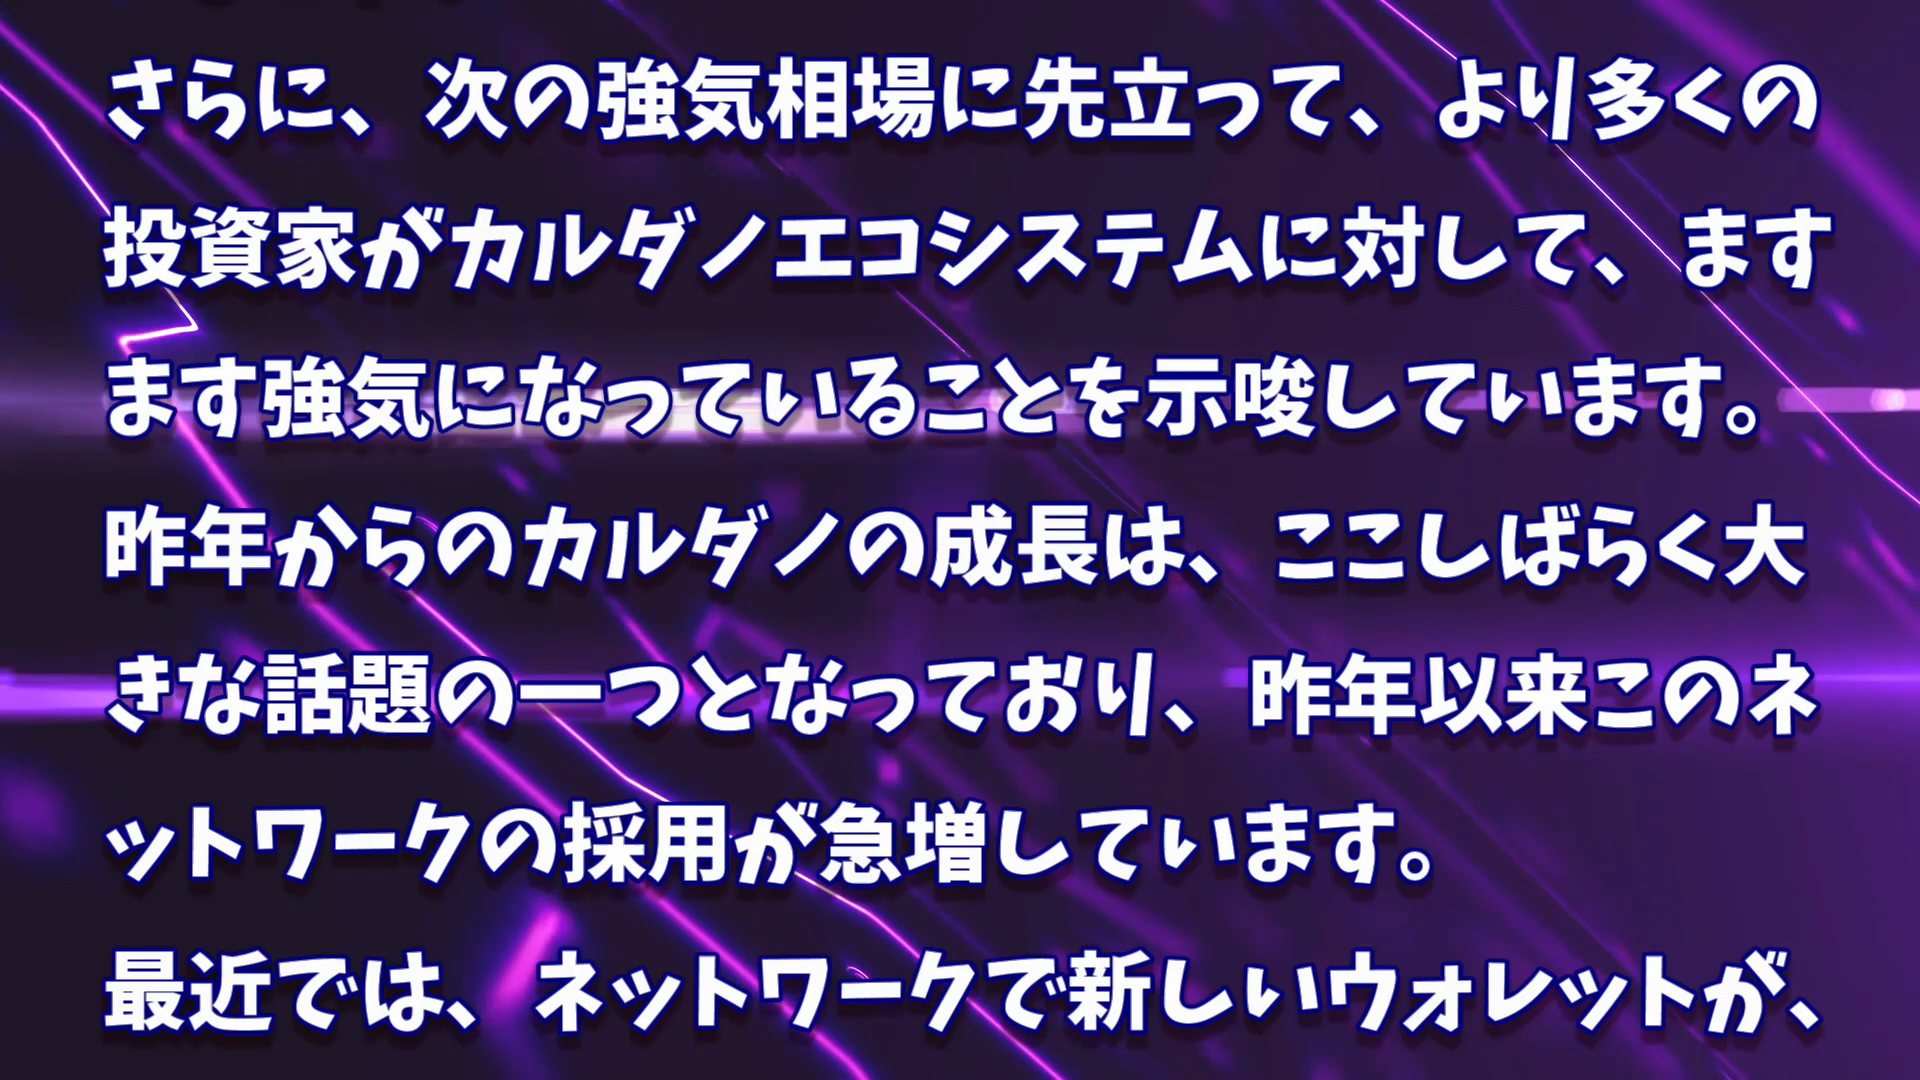 さらに、次の強気相場に先立って、より多くの
投資家がカルダノエコシステムに対して、ます
ます強気になっていることを示唆しています。
昨年からのカルダノの成長は、ここしばらく大
きな話題の一つとなっており、昨年以来このネ
ットワークの採用が急増しています。
最近では、ネットワークで新しいウォレットが、